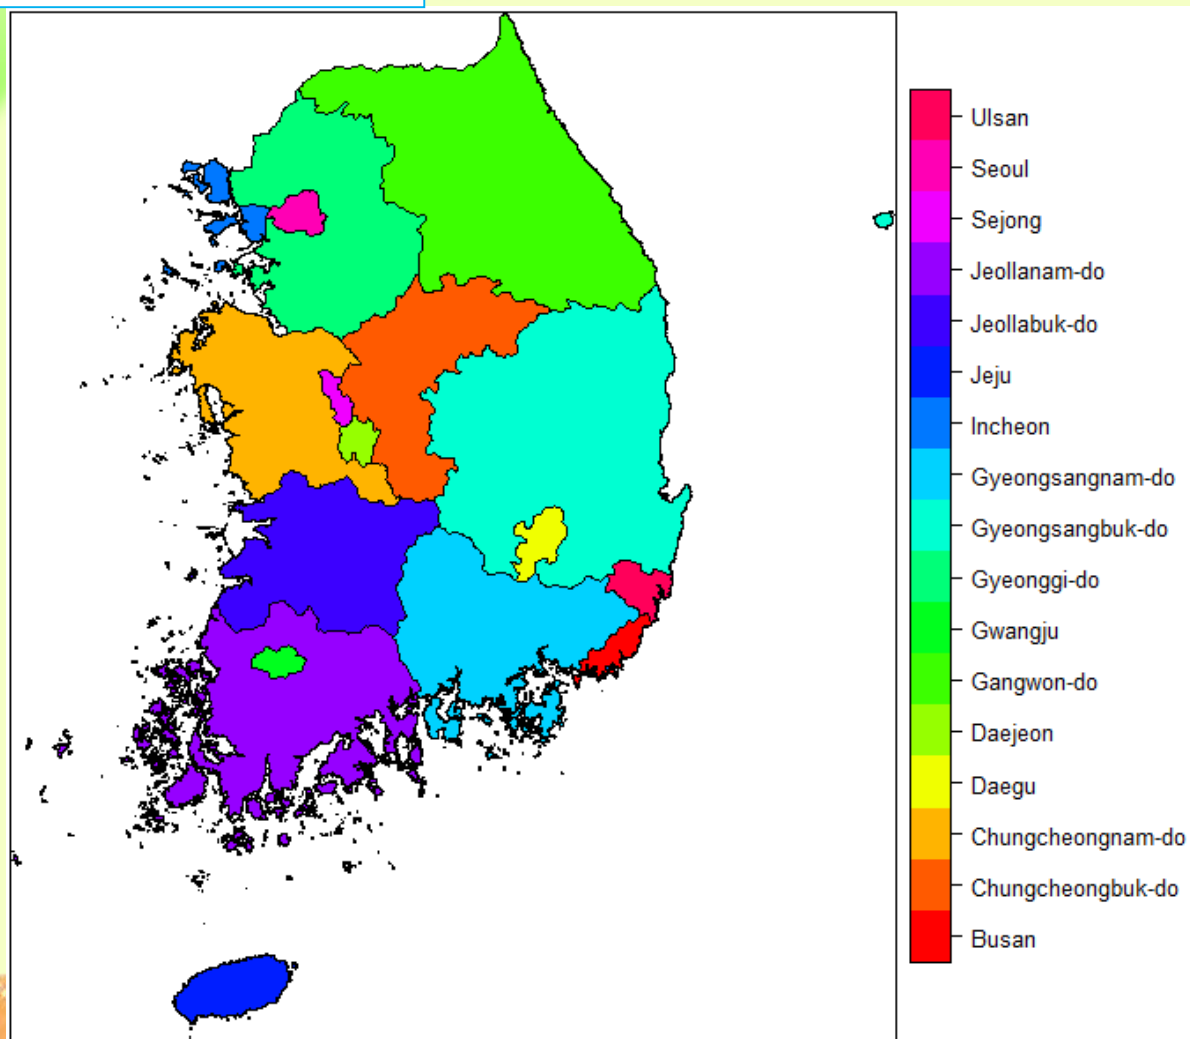 Ulsan
Seoul
Sejong
Jeollanam-do
Jeollabuk-do
Jeju
Incheon
Gyeongsangnam-do
Gyeongsangbuk-do
Gyeonggi-do
Gwangju
Gangwon-do
Daejeon
Daegu
Chungcheongnam-do
Chungcheongbuk-do
Busan